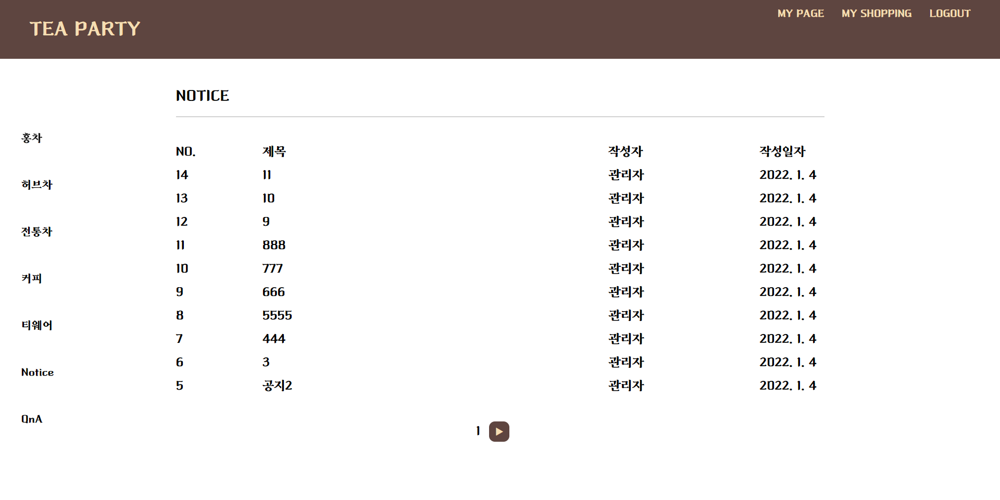 TEA PARTY
MY PAGE MY SHOPPING LOGOUT
홍차
허브차
전통차
커피
티웨어
Notice
QnA
NOTICE
NO. 제목 작성자 작성일자
14 11 관리자 2022. 1. 4
13 10 관리자 2022. 1. 4
12 9 관리자 2022. 1. 4
11 888 관리자 2022. 1. 4
10 777 관리자 2022. 1. 4
9 666 관리자 2022. 1. 4
8 5555 관리자 2022. 1. 4
7 444 관리자 2022. 1. 4
6 3 관리자 2022. 1. 4
5 공지2 관리자 2022. 1. 4
1 ▶